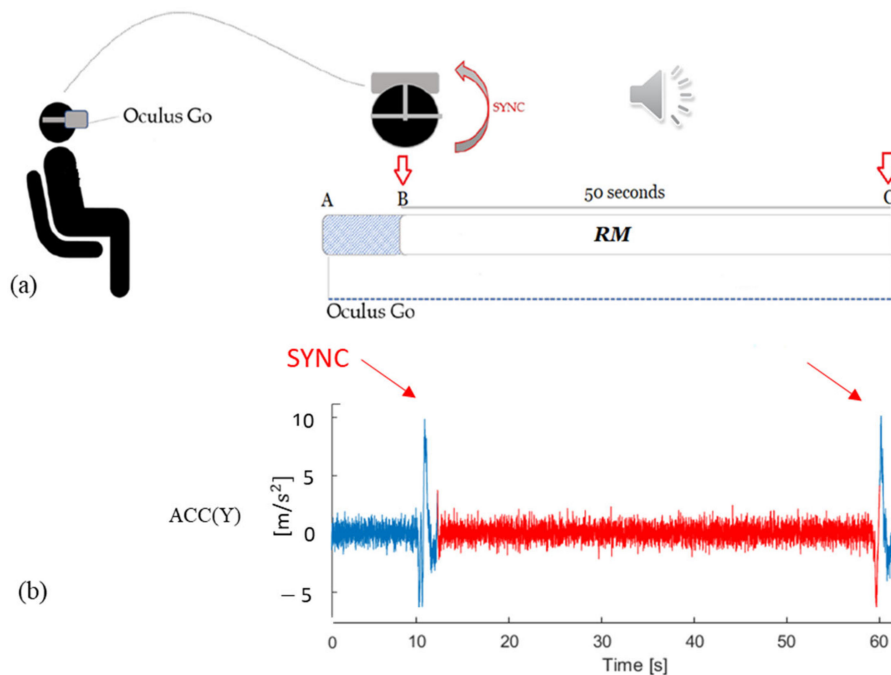 Oculus Go
SYNC
A
B
50 seconds
C
RM
(a)
Oculus Go
SYNC
10
5
0
−5
ACC(Y)
[m/s²]
(b)
0 10 20 30 40 50 60
Time [s]